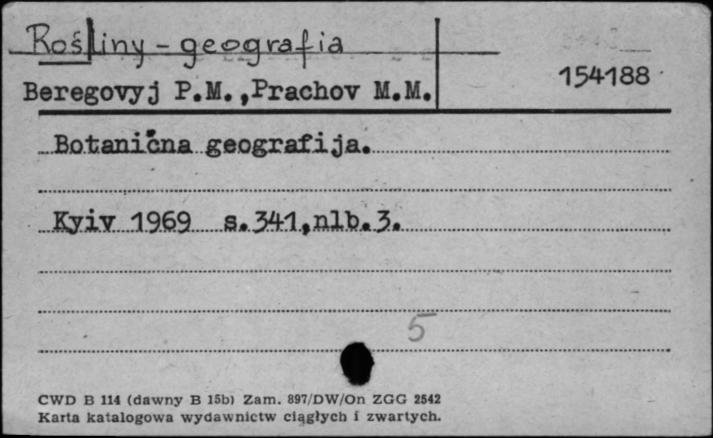 Rośliny - geografia
Beregovyj P.M.,Prachov M.M.
154188
Botanična geografija.
Kyiv 1969 s.341,nlb.3.
5
CWD B 114 (dawny B 15b) Zam. 897/DW/On ZGG 2542
Karta katalogowa wydawnictw ciągłych i zwartych.